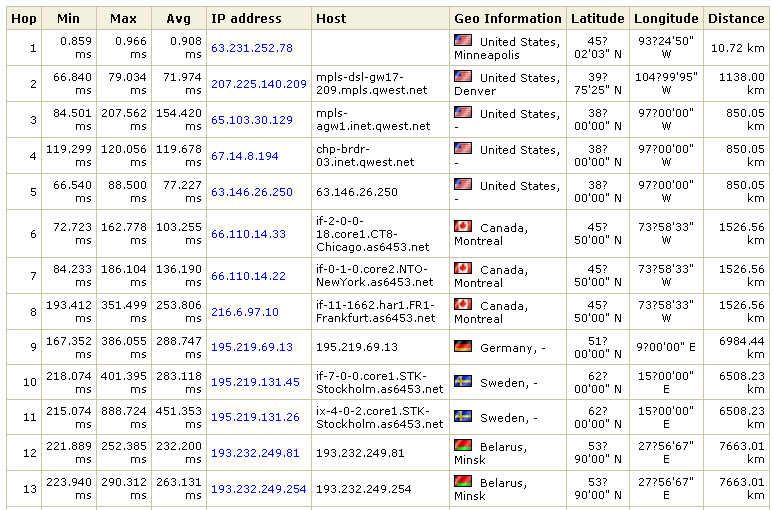 Hop Min Max Avg IP address Host Geo Information Latitude Longitude Distance
1 0.859 ms 0.966 ms 0.908 ms 63.231.252.78 United States, Minneapolis 45?02'03" N 93?24'50" W 10.72 km
2 66.840 ms 79.034 ms 71.974 ms 207.225.140.209 mpls-dsl-gw17-209.mpls.qwest.net United States, Denver 39?75'25" N 104?99'95" W 1138.00 km
3 84.501 ms 207.562 ms 154.420 ms 65.103.30.129 mpls-agw1.inet.qwest.net United States, - 38?00'00" N 97?00'00" W 850.05 km
4 119.299 ms 120.056 ms 119.678 ms 67.14.8.194 chp-brdr-03.inet.qwest.net United States, - 38?00'00" N 97?00'00" W 850.05 km
5 66.540 ms 88.500 ms 77.227 ms 63.146.26.250 63.146.26.250 United States, - 38?00'00" N 97?00'00" W 850.05 km
6 72.723 ms 162.778 ms 103.255 ms 66.110.14.33 if-2-0-0-18.core1.CT8-Chicago.as6453.net Canada, Montreal 45?50'00" N 73?58'33" W 1526.56 km
7 84.233 ms 186.104 ms 136.190 ms 66.110.14.22 if-0-1-0.core2.NTO-NewYork.as6453.net Canada, Montreal 45?50'00" N 73?58'33" W 1526.56 km
8 193.412 ms 351.499 ms 253.806 ms 216.6.97.10 if-11-1662.har1.FR1-Frankfurt.as6453.net Canada, Montreal 45?50'00" N 73?58'33" W 1526.56 km
9 167.352 ms 386.055 ms 288.747 ms 195.219.69.13 195.219.69.13 Germany, - 51?00'00" N 9?00'00" E 6984.44 km
10 218.074 ms 401.395 ms 283.118 ms 195.219.131.45 if-7-0-0.core1.STK-Stockholm.as6453.net Sweden, - 62?00'00" N 15?00'00" E 6508.23 km
11 215.074 ms 888.724 ms 451.353 ms 195.219.131.26 ix-4-0-2.core1.STK-Stockholm.as6453.net Sweden, - 62?00'00" N 15?00'00" E 6508.23 km
12 221.889 ms 252.385 ms 232.200 ms 193.232.249.81 193.232.249.81 Belarus, Minsk 53?90'00" N 27?56'67" E 7663.01 km
13 223.940 ms 290.312 ms 263.131 ms 193.232.249.254 193.232.249.254 Belarus, Minsk 53?90'00" N 27?56'67" E 7663.01 km